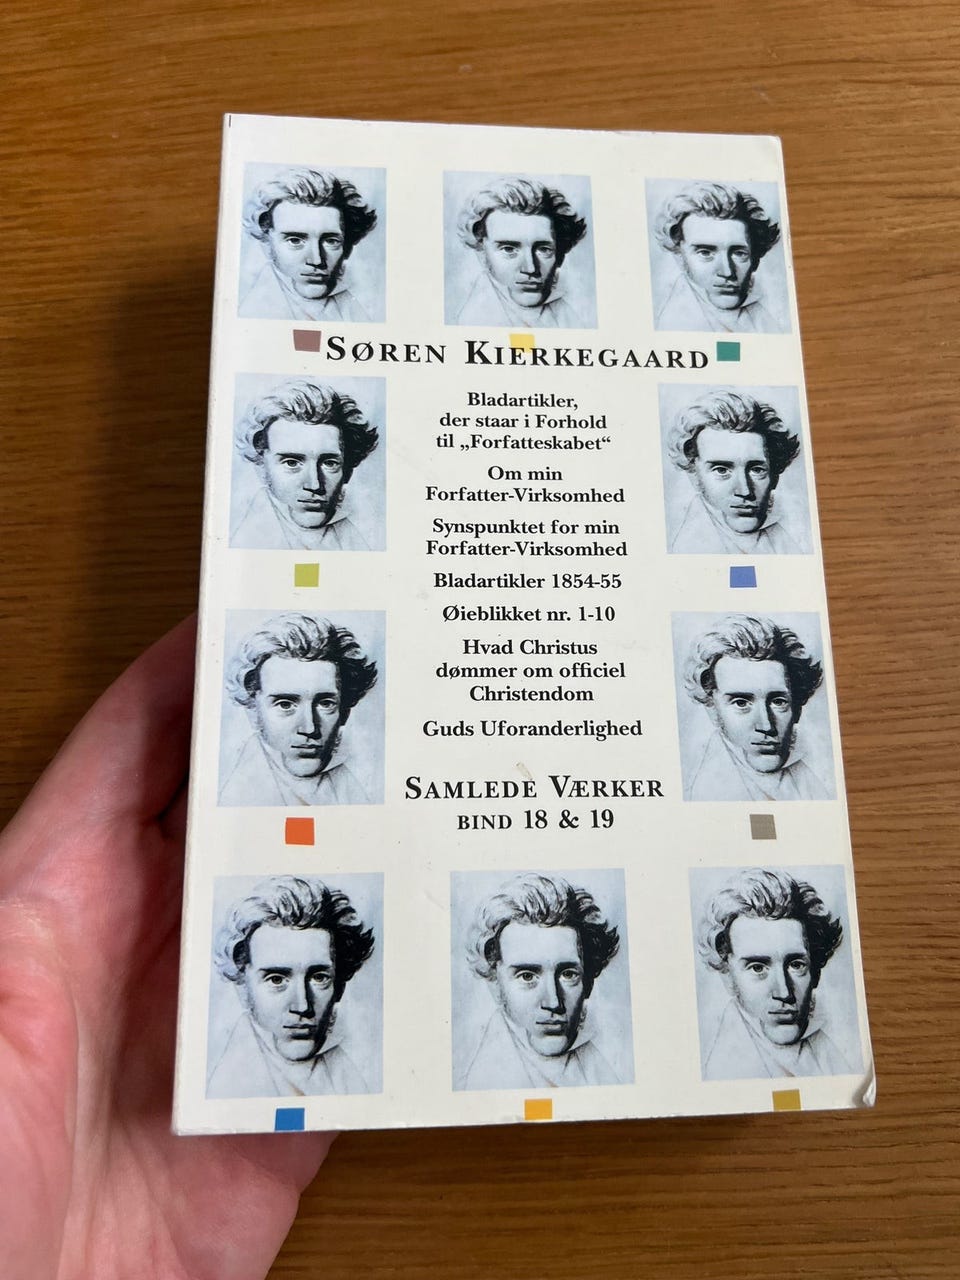 SØREN KIERKEGAARD
Bladartikler,
der staar i Forhold
til „Forfatteskabet“
Om min
Forfatter-Virksomhed
Synspunktet for min
Forfatter-Virksomhed
Bladartikler 1854-55
Øieblikket nr. 1-10
Hvad Christus
dømmer om officiel
Christendom
Guds Uforanderlighed
SAMLEDE VÆRKER
BIND 18 & 19